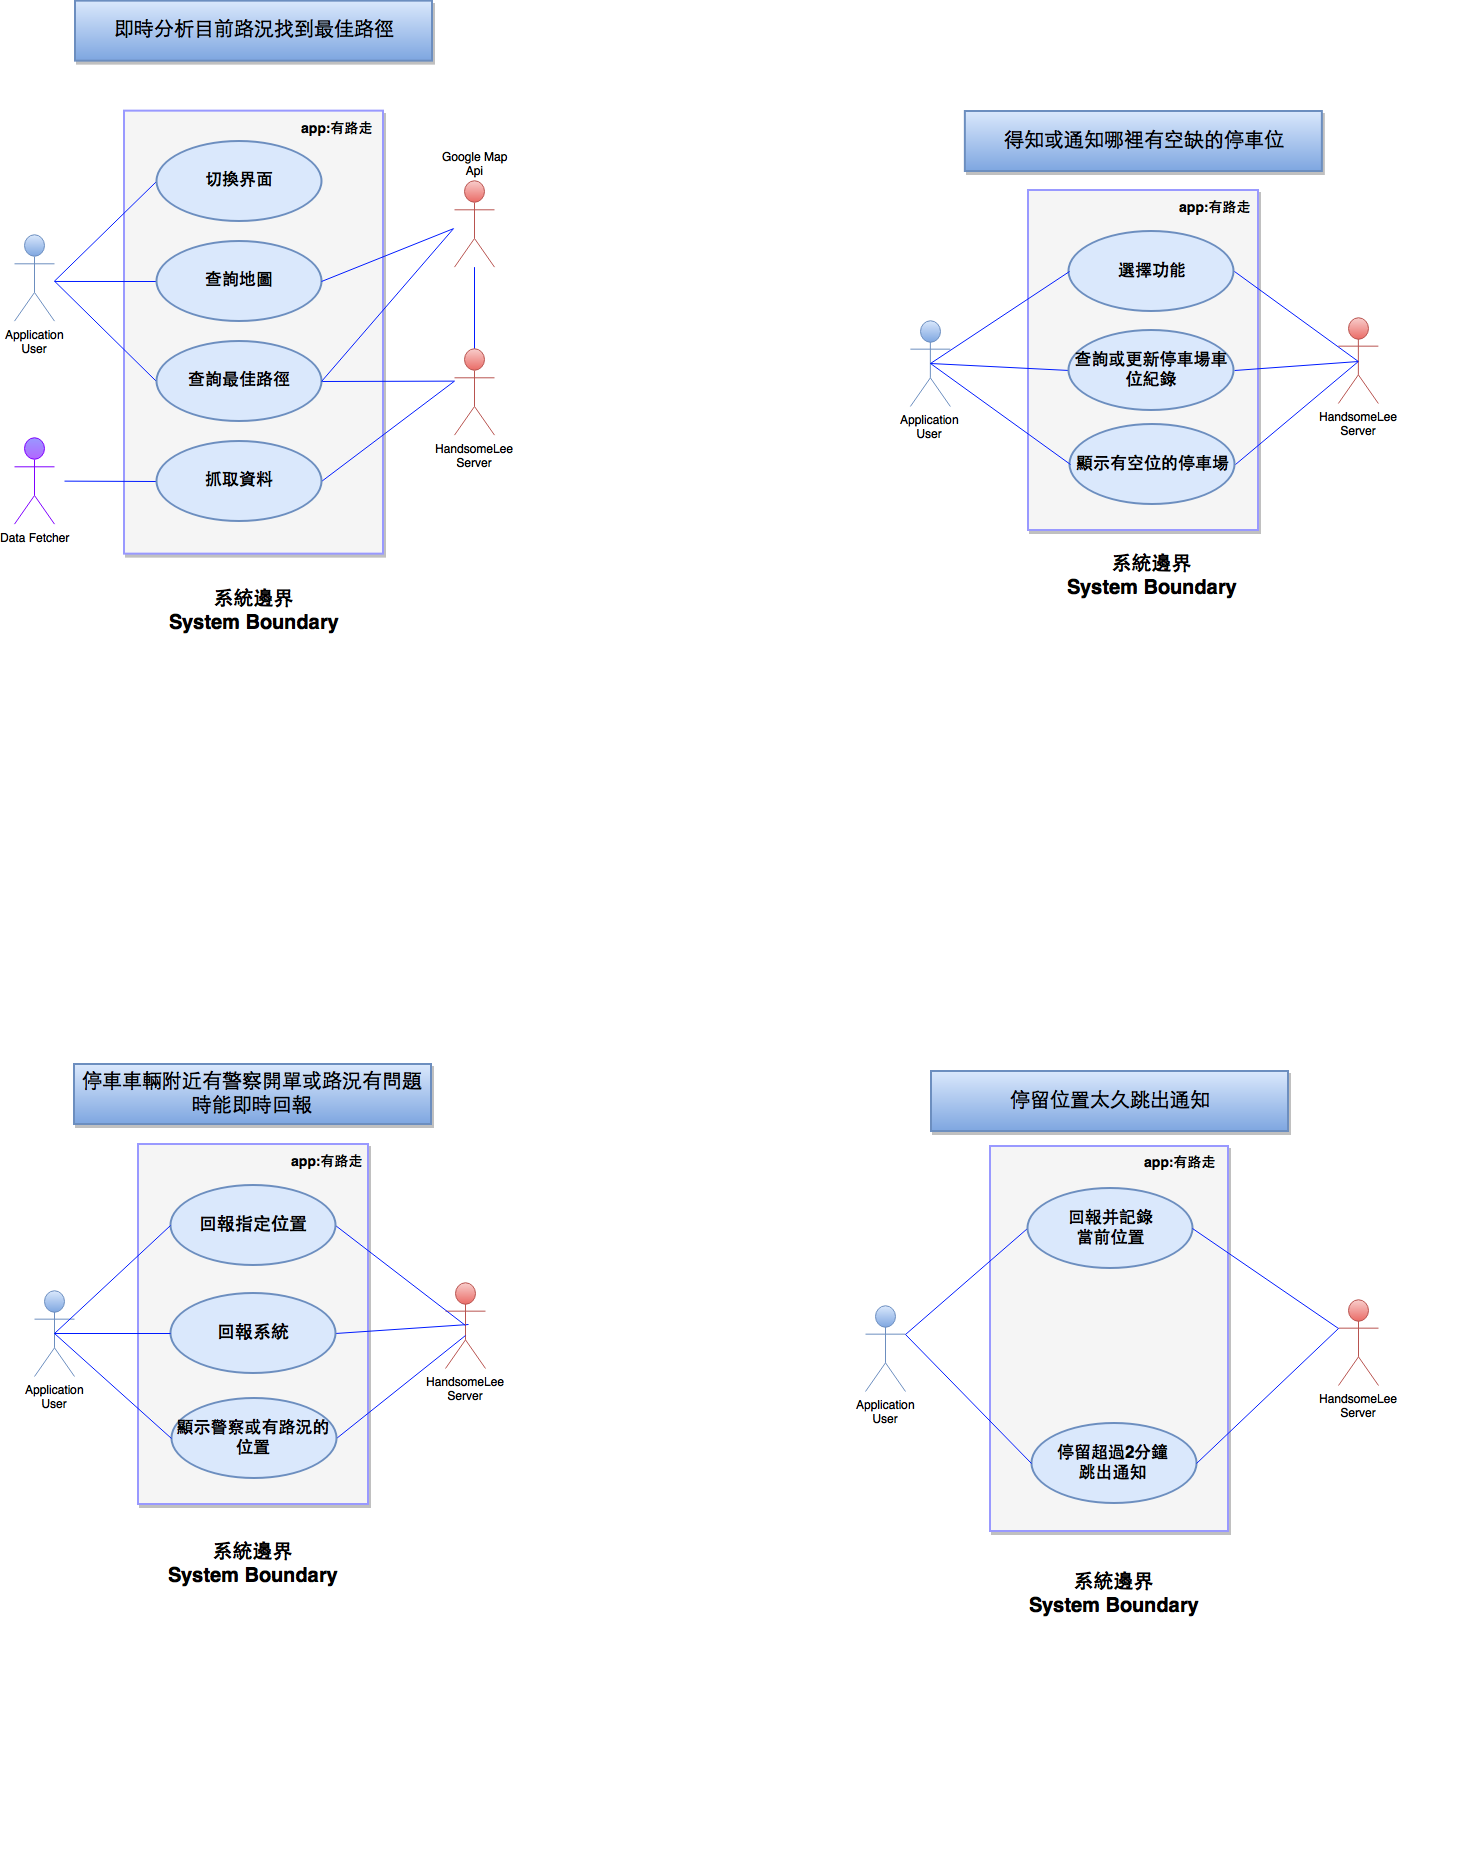 即時分析目前路況找到最佳路徑
app:有路走
切換界面
查詢地圖
查詢最佳路徑
抓取資料
Application
User
Data Fetcher
Google Map
Api
HandsomeLee
Server
系統邊界
System Boundary
得知或通知哪裡有空缺的停車位
app:有路走
選擇功能
查詢或更新停車場車
位紀錄
顯示有空位的停車場
Application
User
HandsomeLee
Server
系統邊界
System Boundary
停車車輛附近有警察開單或路況有問題
時能即時回報
app:有路走
回報指定位置
回報系統
顯示警察或有路況的
位置
Application
User
HandsomeLee
Server
系統邊界
System Boundary
停留位置太久跳出通知
app:有路走
回報并記錄
當前位置
停留超過2分鐘
跳出通知
Application
User
HandsomeLee
Server
系統邊界
System Boundary